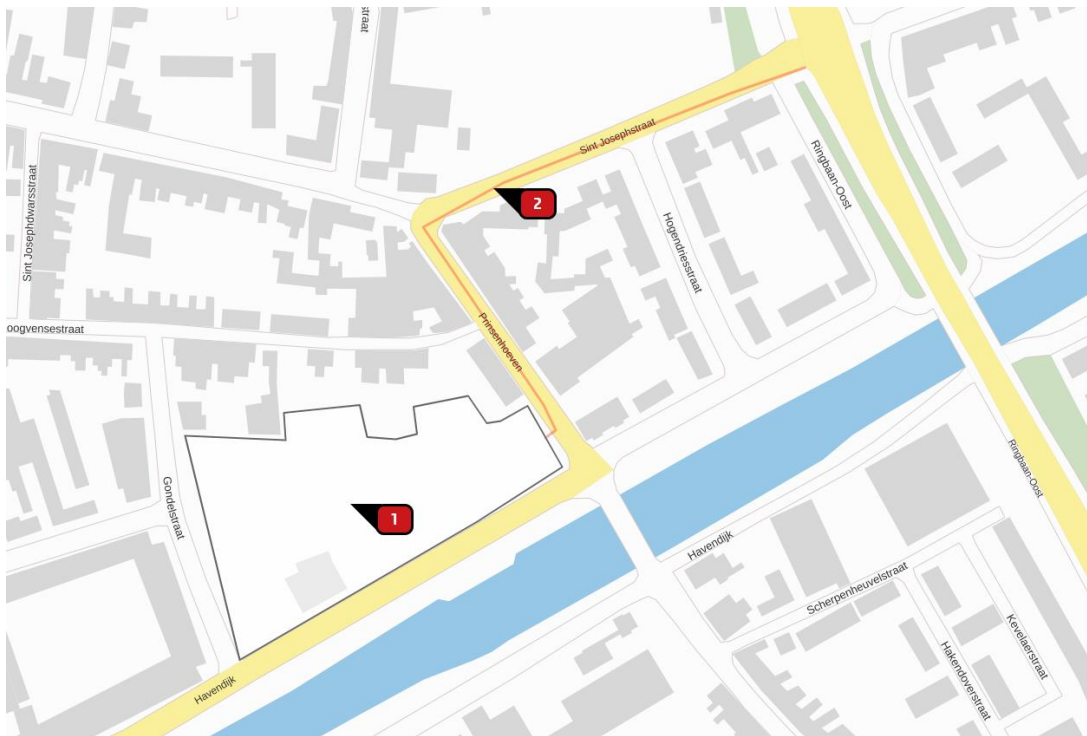 straat
Sint Josephstraat
Ringbaan-Oost
2
Sint Josephdwarsstraat
Hogendriesstraat
oogvensestraat
Prinsenhoeven
Gondelstraat
1
Ringbaan-Oost
Havendijk
Scherpenheuvelstraat
Kevelaerstraat
Hakendoverstraat
Havendijk